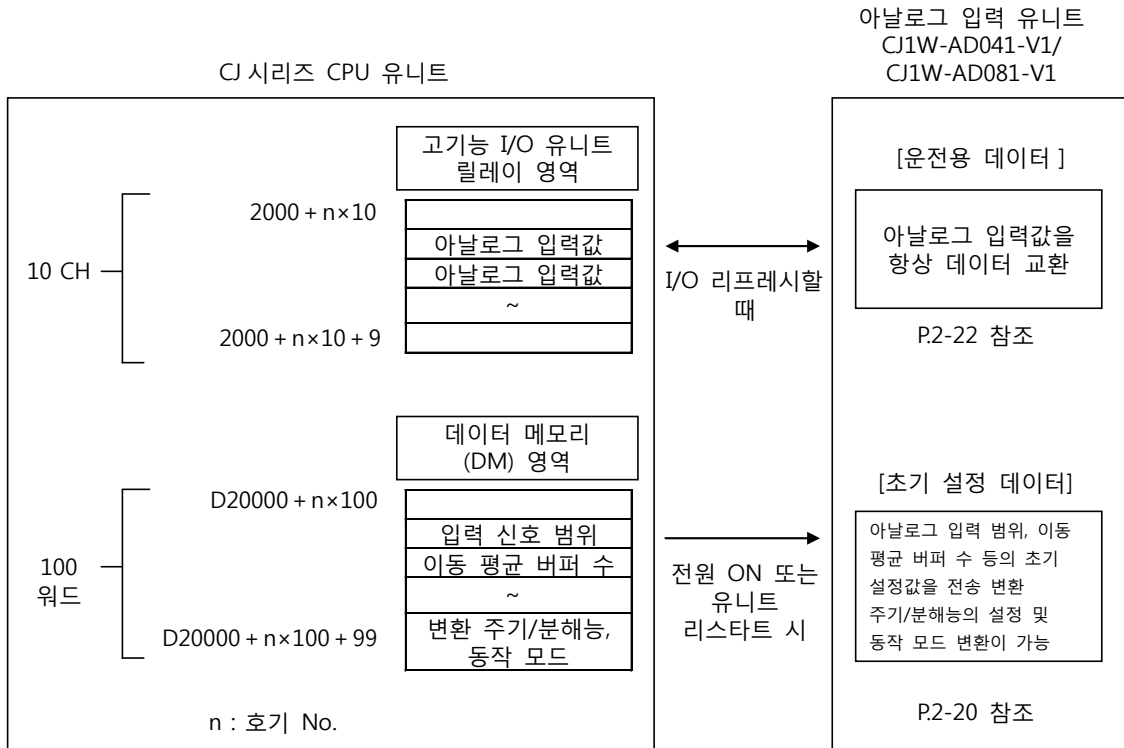 아날로그 입력 유니트
CJ1W-AD041-V1/
CJ1W-AD081-V1
CJ 시리즈 CPU 유니트
고기능 I/O 유니트
릴레이 영역
[운전용 데이터 ]
2000 + n×10
아날로그 입력값
아날로그 입력값
~
10 CH
2000 + n×10 + 9
I/O 리프레시할
때
아날로그 입력값을
항상 데이터 교환
P.2-22 참조
데이터 메모리
(DM) 영역
[초기 설정 데이터]
D20000 + n×100
입력 신호 범위
이동 평균 버퍼 수
~
변환 주기/분해능,
동작 모드
100
워드
D20000 + n×100 + 99
전원 ON 또는
유니트
리스타트 시
아날로그 입력 범위, 이동
평균 버퍼 수 등의 초기
설정값을 전송 변환
주기/분해능의 설정 및
동작 모드 변환이 가능
n : 호기 No.
P.2-20 참조